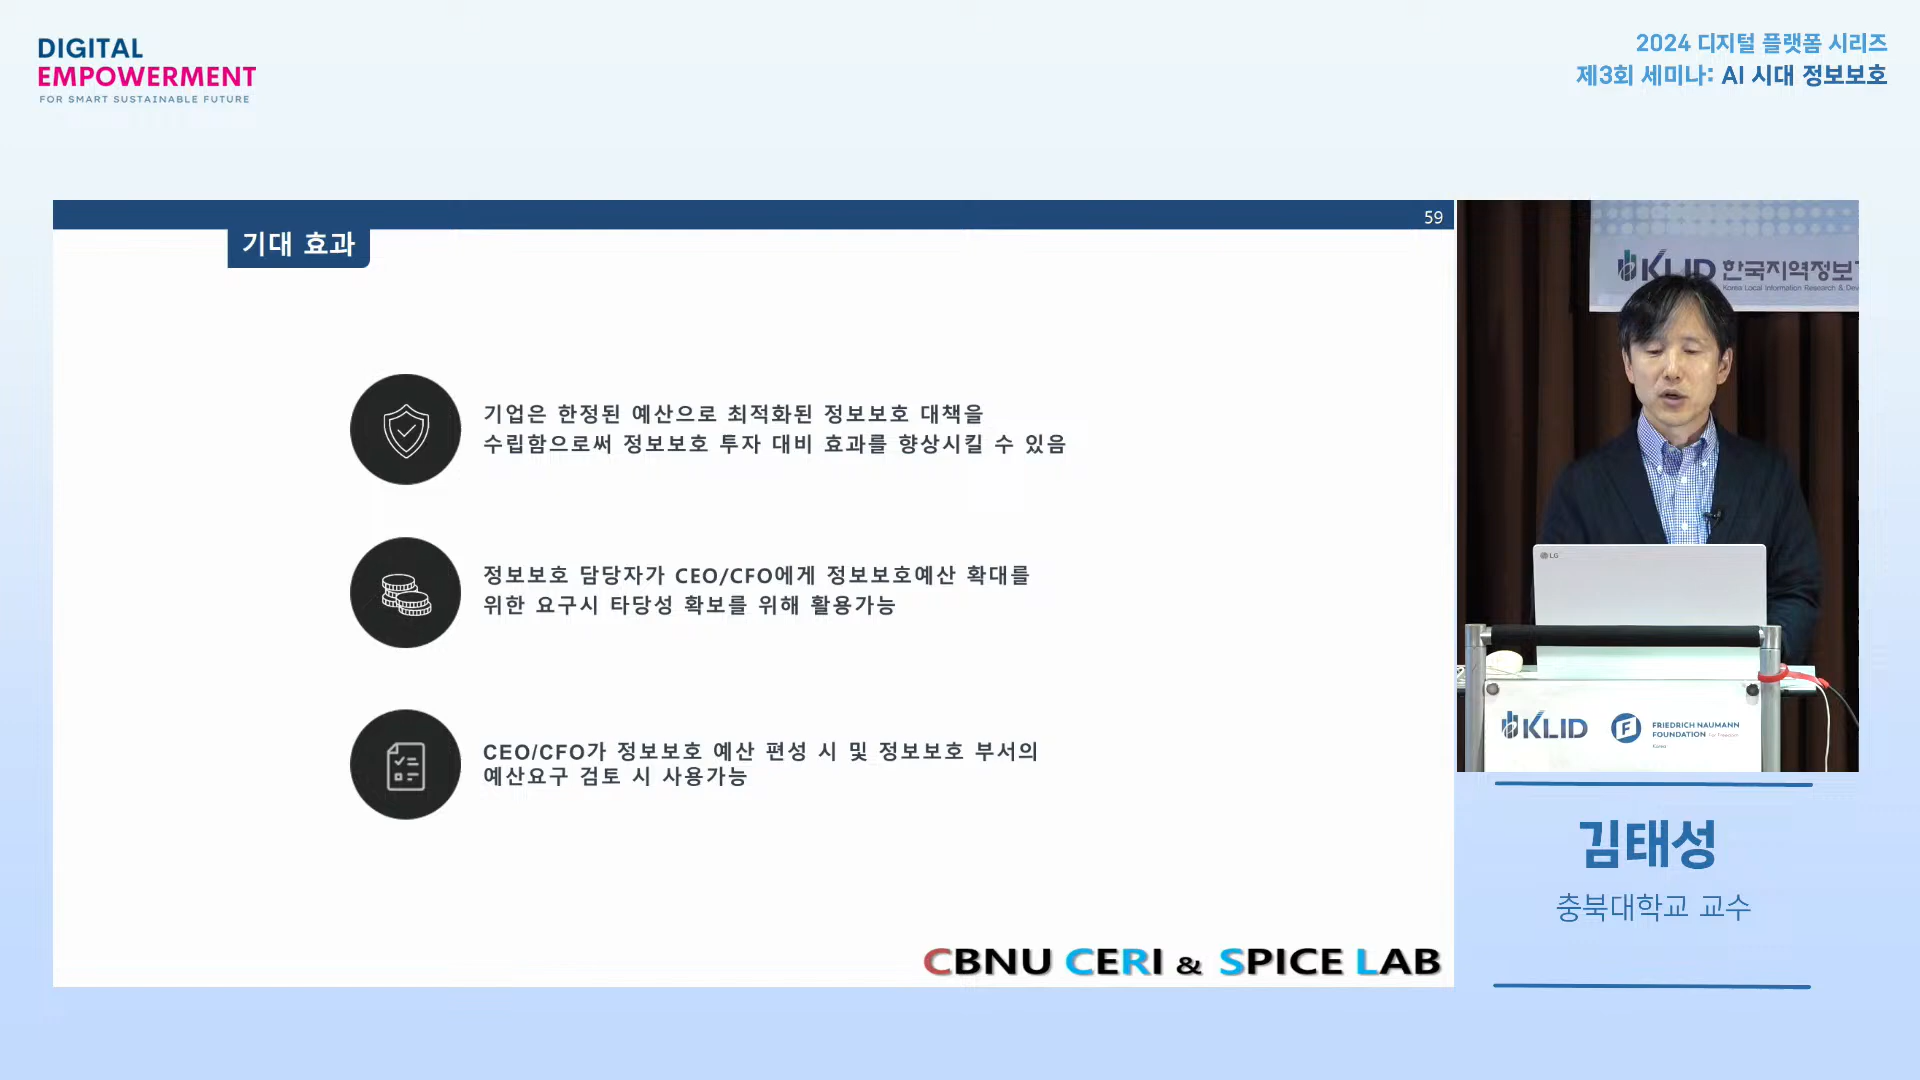 DIGITAL
EMPOWERMENT
FOR SMART SUSTAINABLE FUTURE
2024 디지털 플랫폼 시리즈
제3회 세미나: AI 시대 정보보호
59
기대 효과
기업은 한정된 예산으로 최적화된 정보보호 대책을
수립함으로써 정보보호 투자 대비 효과를 향상시킬 수 있음
정보보호 담당자가 CEO/CFO에게 정보보호예산 확대를
위한 요구시 타당성 확보를 위해 활용가능
CEO/CFO가 정보보호 예산 편성 시 및 정보보호 부서의
예산요구 검토 시 사용가능
CBNU CERI & SPICE LAB
KLID 한국지역정보
Korea Local Information Research & Dev
LG
KLID
FRIEDRICH NAUMANN
FOUNDATION For Freedom
Korea
김태성
충북대학교 교수